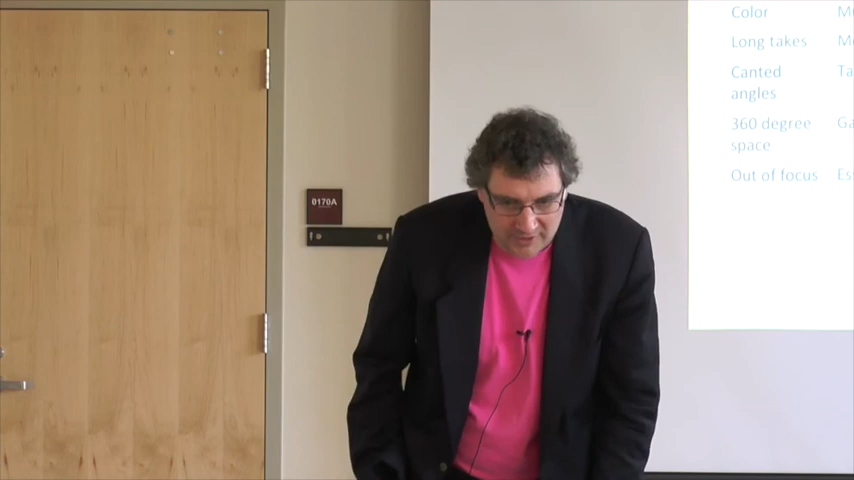 0170A
Color
Long takes
Canted
angles
360 degree
space
Out of focus